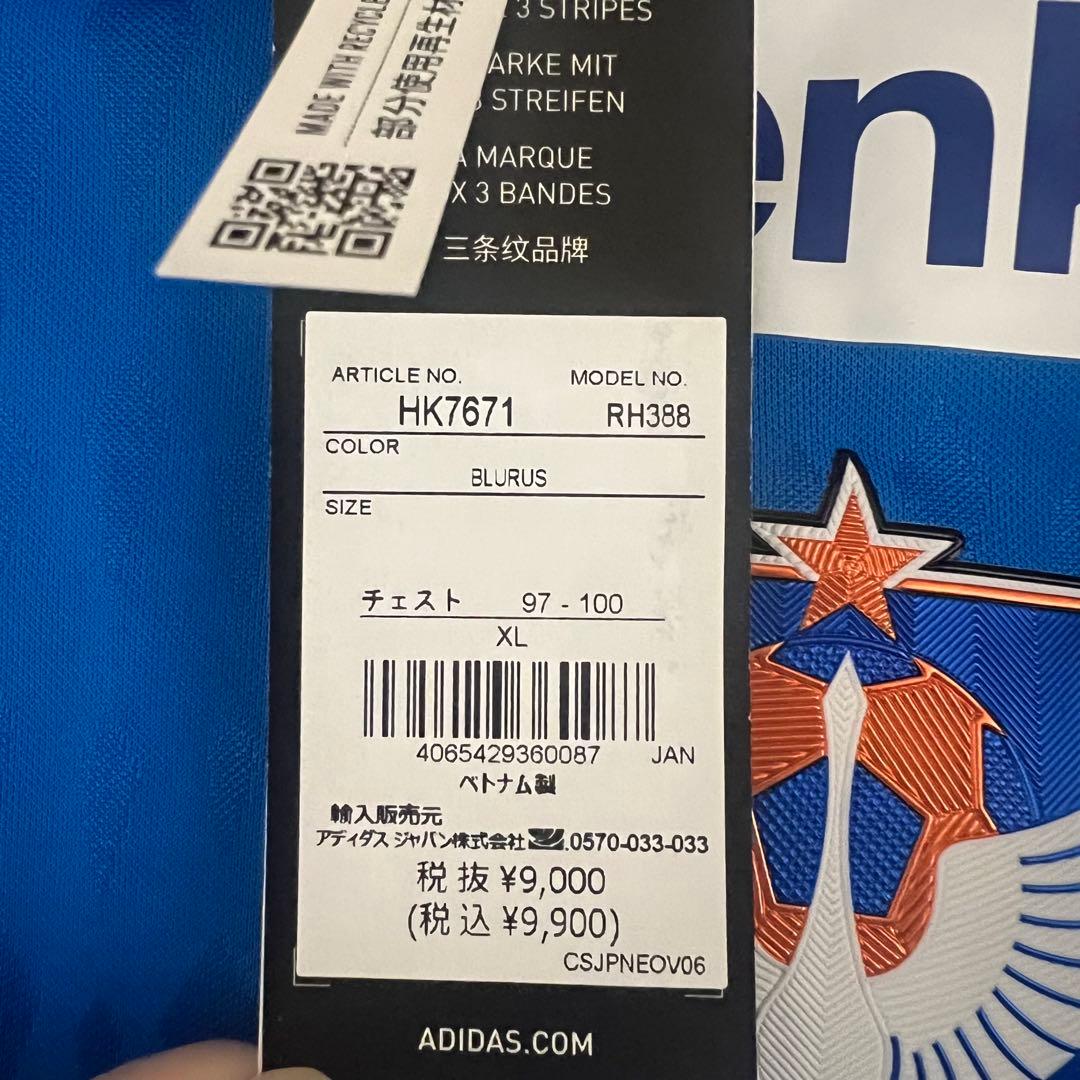 MADE WITH RECYCLE
部分使用再生材
3 STRIPES
ARKE MIT
STREIFEN
A MARQUE
X 3 BANDES
三条纹品牌
en
ARTICLE NO. MODEL NO.
HK7671 RH388
COLOR
BLURUS
SIZE
チェスト 97 - 100
XL
4065429360087 JAN
ベトナム製
輸入販売元
アディダス ジャパン株式会社 .0570-033-033
税 抜 ¥9,000
(税 込 ¥9,900)
CSJPNEOV06
ADIDAS.COM